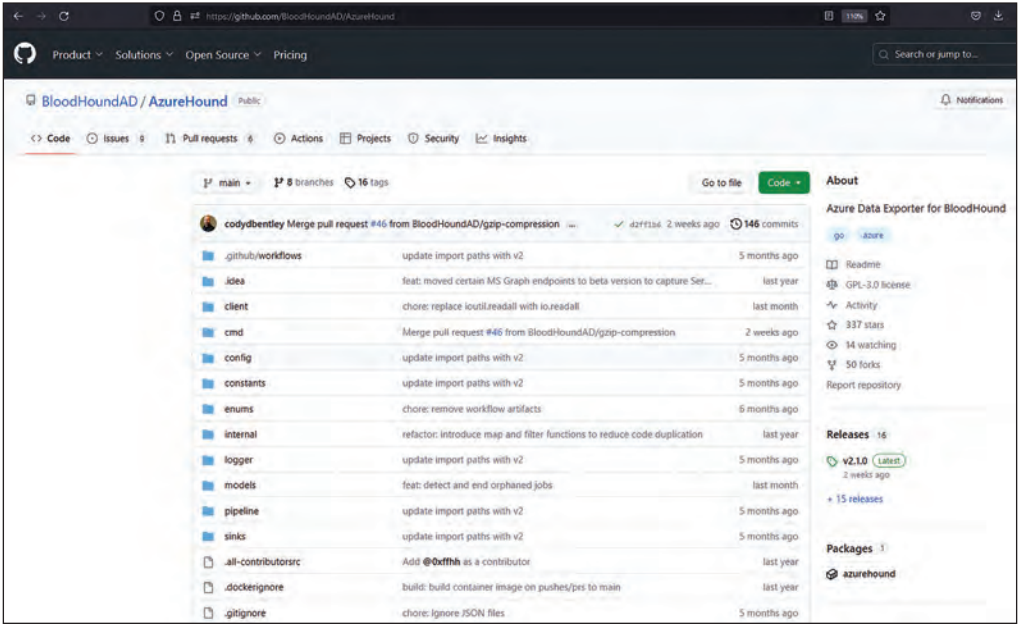 https://github.com/BloodHoundAD/AzureHound 110%
Product Solutions Open Source Pricing Search or jump to...
BloodHoundAD / AzureHound Public Notifications
Code Issues 9 Pull requests 6 Actions Projects Security Insights
main 8 branches 16 tags Go to file Code
codydbentley Merge pull request #46 from BloodHoundAD/gzip-compression ... 2 weeks ago 146 commits
.github/workflows update import paths with v2 5 months ago
.idea feat: moved certain MS Graph endpoints to beta version to capture Ser... last year
client chore: replace ioutil.readall with io.readall last month
cmd Merge pull request #46 from BloodHoundAD/gzip-compression 2 weeks ago
config update import paths with v2 5 months ago
constants update import paths with v2 5 months ago
enums chore: remove workflow artifacts 6 months ago
internal refactor: introduce map and filter functions to reduce code duplication last year
logger update import paths with v2 5 months ago
models feat: detect and end orphaned jobs last month
pipeline update import paths with v2 5 months ago
sinks update import paths with v2 5 months ago
.all-contributorsrc Add @0xffhh as a contributor last year
.dockerignore build: build container image on pushes/prs to main last year
.gitignore chore: Ignore JSON files 5 months ago
About
Azure Data Exporter for BloodHound
go azure
Readme
GPL-3.0 license
Activity
337 stars
14 watching
50 forks
Report repository
Releases 16
v2.1.0 Latest
2 weeks ago
+ 15 releases
Packages 1
azurehound